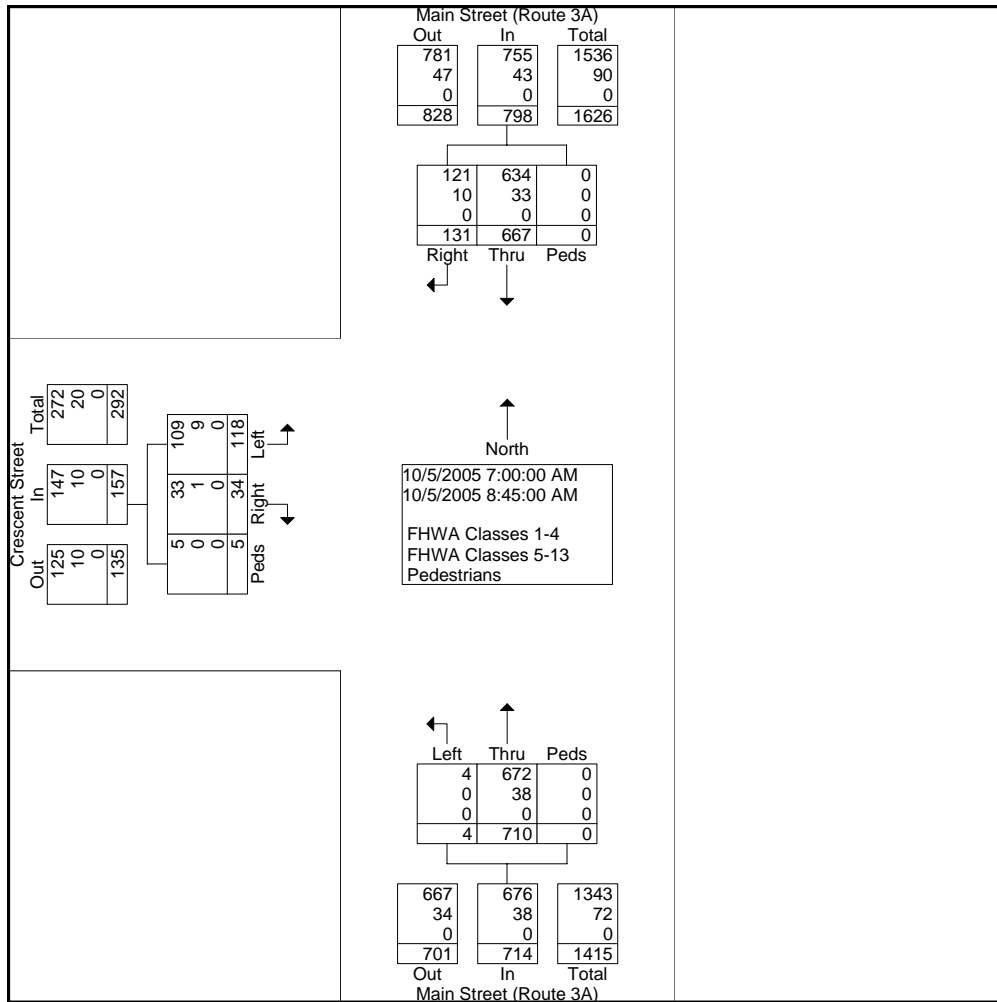 Main Street (Route 3A)
Out In Total
781 755 1536
47 43 90
0 0 0
828 798 1626
121 634 0
10 33 0
0 0 0
131 667 0
Right Thru Peds
Crescent Street
Total
272
20
0
292
In
147
10
0
157
Out
125
10
0
135
109
9
0
118
Left
33
1
0
34
Right
5
0
0
5
Peds
North
10/5/2005 7:00:00 AM
10/5/2005 8:45:00 AM
FHWA Classes 1-4
FHWA Classes 5-13
Pedestrians
Left Thru Peds
4 672 0
0 38 0
0 0 0
4 710 0
667 676 1343
34 38 72
0 0 0
701 714 1415
Out In Total
Main Street (Route 3A)